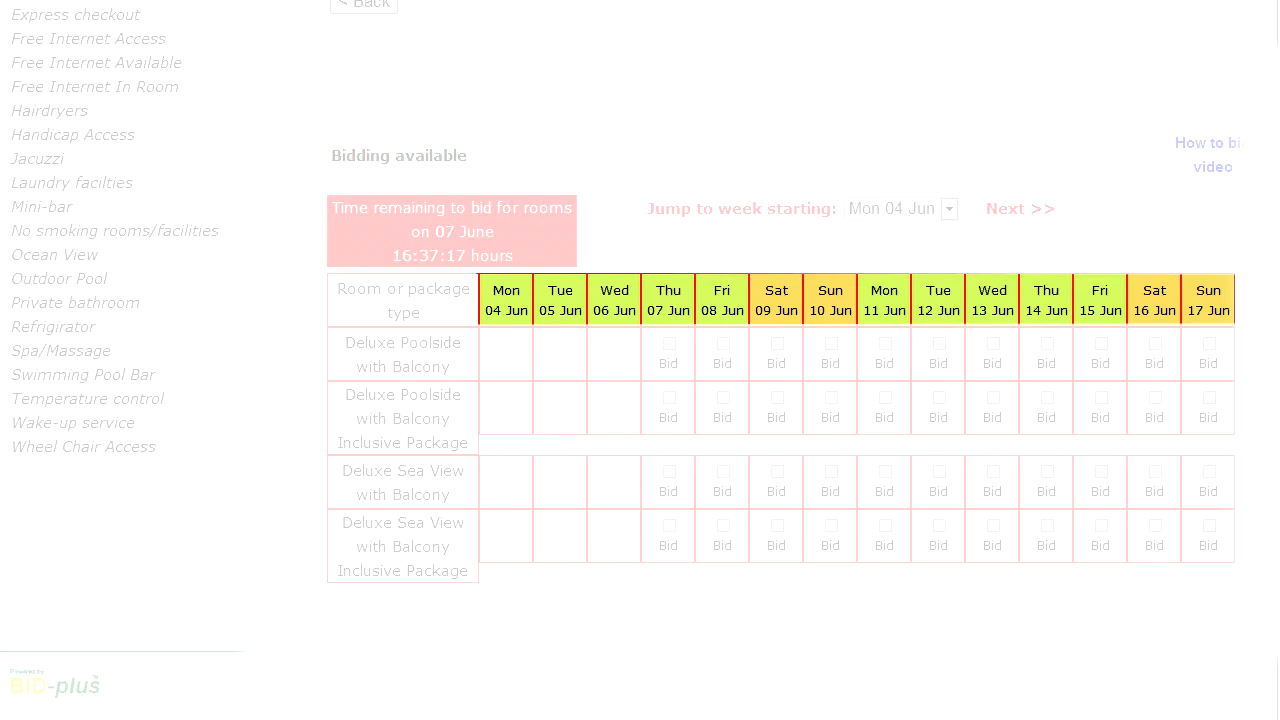 < Back
Express checkout
Free Internet Access
Free Internet Available
Free Internet In Room
Hairdryers
Handicap Access
Jacuzzi
Laundry facilties
Mini-bar
No smoking rooms/facilities
Ocean View
Outdoor Pool
Private bathroom
Refrigirator
Spa/Massage
Swimming Pool Bar
Temperature control
Wake-up service
Wheel Chair Access
Bidding available
How to bi
video
Time remaining to bid for rooms
on 07 June
16:37:17 hours
Jump to week starting: Mon 04 Jun Next >>
Room or package
type
Mon Tue Wed Thu Fri Sat Sun Mon Tue Wed Thu Fri Sat Sun
04 Jun 05 Jun 06 Jun 07 Jun 08 Jun 09 Jun 10 Jun 11 Jun 12 Jun 13 Jun 14 Jun 15 Jun 16 Jun 17 Jun
Deluxe Poolside
with Balcony
Bid Bid Bid Bid Bid Bid Bid Bid Bid Bid Bid
Deluxe Poolside
with Balcony
Inclusive Package
Bid Bid Bid Bid Bid Bid Bid Bid Bid Bid Bid
Deluxe Sea View
with Balcony
Bid Bid Bid Bid Bid Bid Bid Bid Bid Bid Bid
Deluxe Sea View
with Balcony
Inclusive Package
Bid Bid Bid Bid Bid Bid Bid Bid Bid Bid Bid
Powered by
BID-plus™